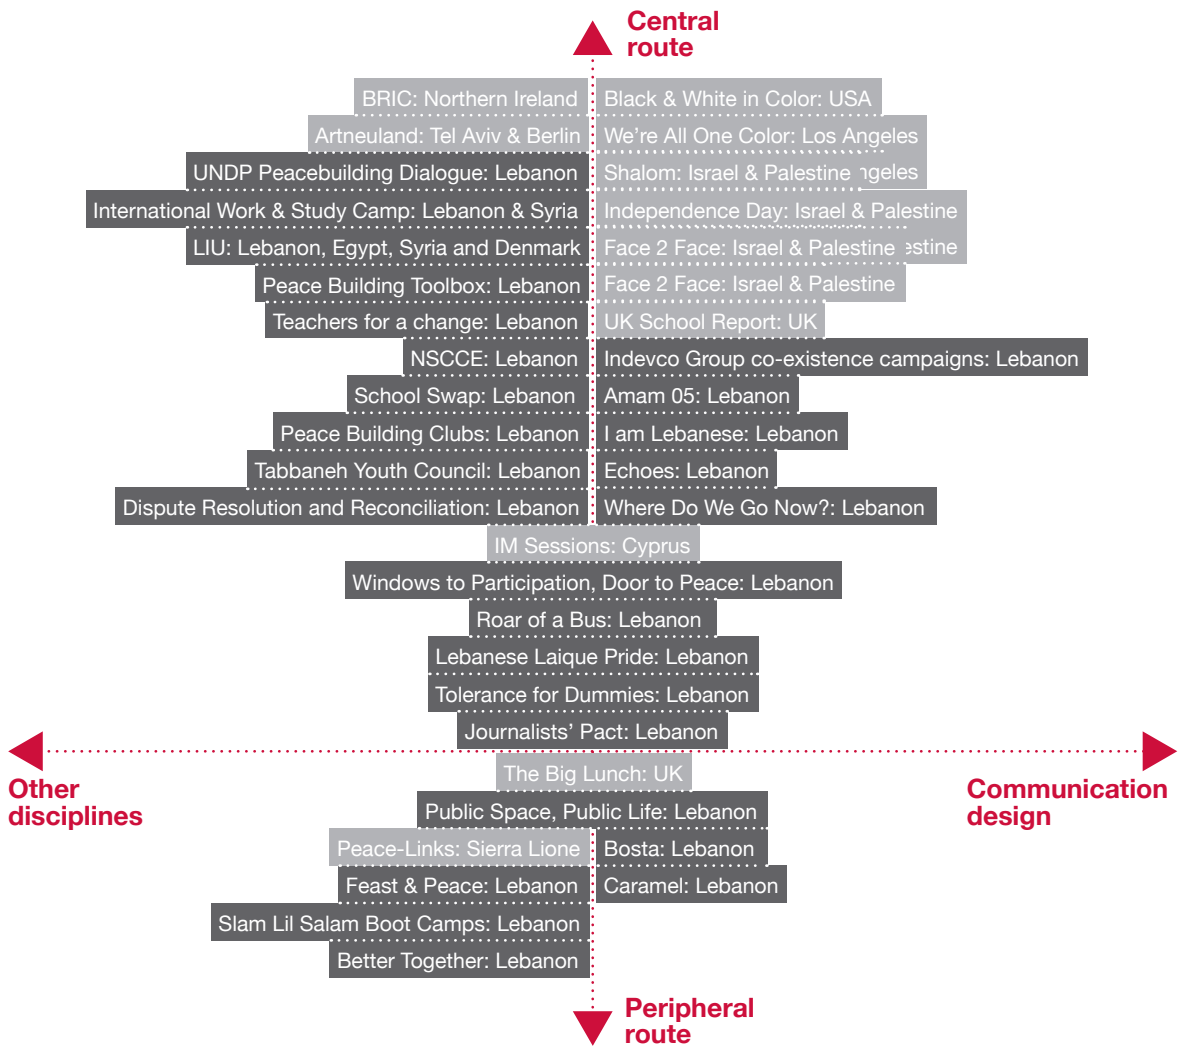 Central
route
BRIC: Northern Ireland
Black & White in Color: USA
Artneuland: Tel Aviv & Berlin
We’re All One Color: Los Angeles
UNDP Peacebuilding Dialogue: Lebanon
Shalom: Israel & Palestine
ngeles
International Work & Study Camp: Lebanon & Syria
Independence Day: Israel & Palestine
LIU: Lebanon, Egypt, Syria and Denmark
Face 2 Face: Israel & Palestine
estine
Peace Building Toolbox: Lebanon
Face 2 Face: Israel & Palestine
Teachers for a change: Lebanon
UK School Report: UK
NSCCE: Lebanon
Indevco Group co-existence campaigns: Lebanon
School Swap: Lebanon
Amam 05: Lebanon
Peace Building Clubs: Lebanon
I am Lebanese: Lebanon
Tabbaneh Youth Council: Lebanon
Echoes: Lebanon
Dispute Resolution and Reconciliation: Lebanon
Where Do We Go Now?: Lebanon
IM Sessions: Cyprus
Windows to Participation, Door to Peace: Lebanon
Roar of a Bus: Lebanon
Lebanese Laique Pride: Lebanon
Tolerance for Dummies: Lebanon
Journalists’ Pact: Lebanon
Other
disciplines
Communication
design
The Big Lunch: UK
Public Space, Public Life: Lebanon
Peace-Links: Sierra Lione
Bosta: Lebanon
Feast & Peace: Lebanon
Caramel: Lebanon
Slam Lil Salam Boot Camps: Lebanon
Better Together: Lebanon
Peripheral
route